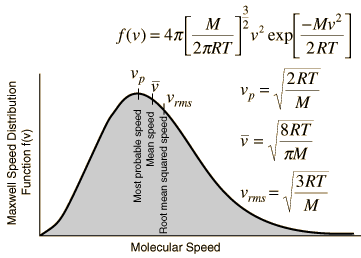 f(v) = 4π[M/2πRT]^(3/2) v² exp[-Mv²/2RT]
v_p
v̄
v_rms
v_p = √(2RT/M)
v̄ = √(8RT/πM)
v_rms = √(3RT/M)
Most probable speed
Mean speed
Root mean squared speed
Maxwell Speed Distribution
Function f(v)
Molecular Speed